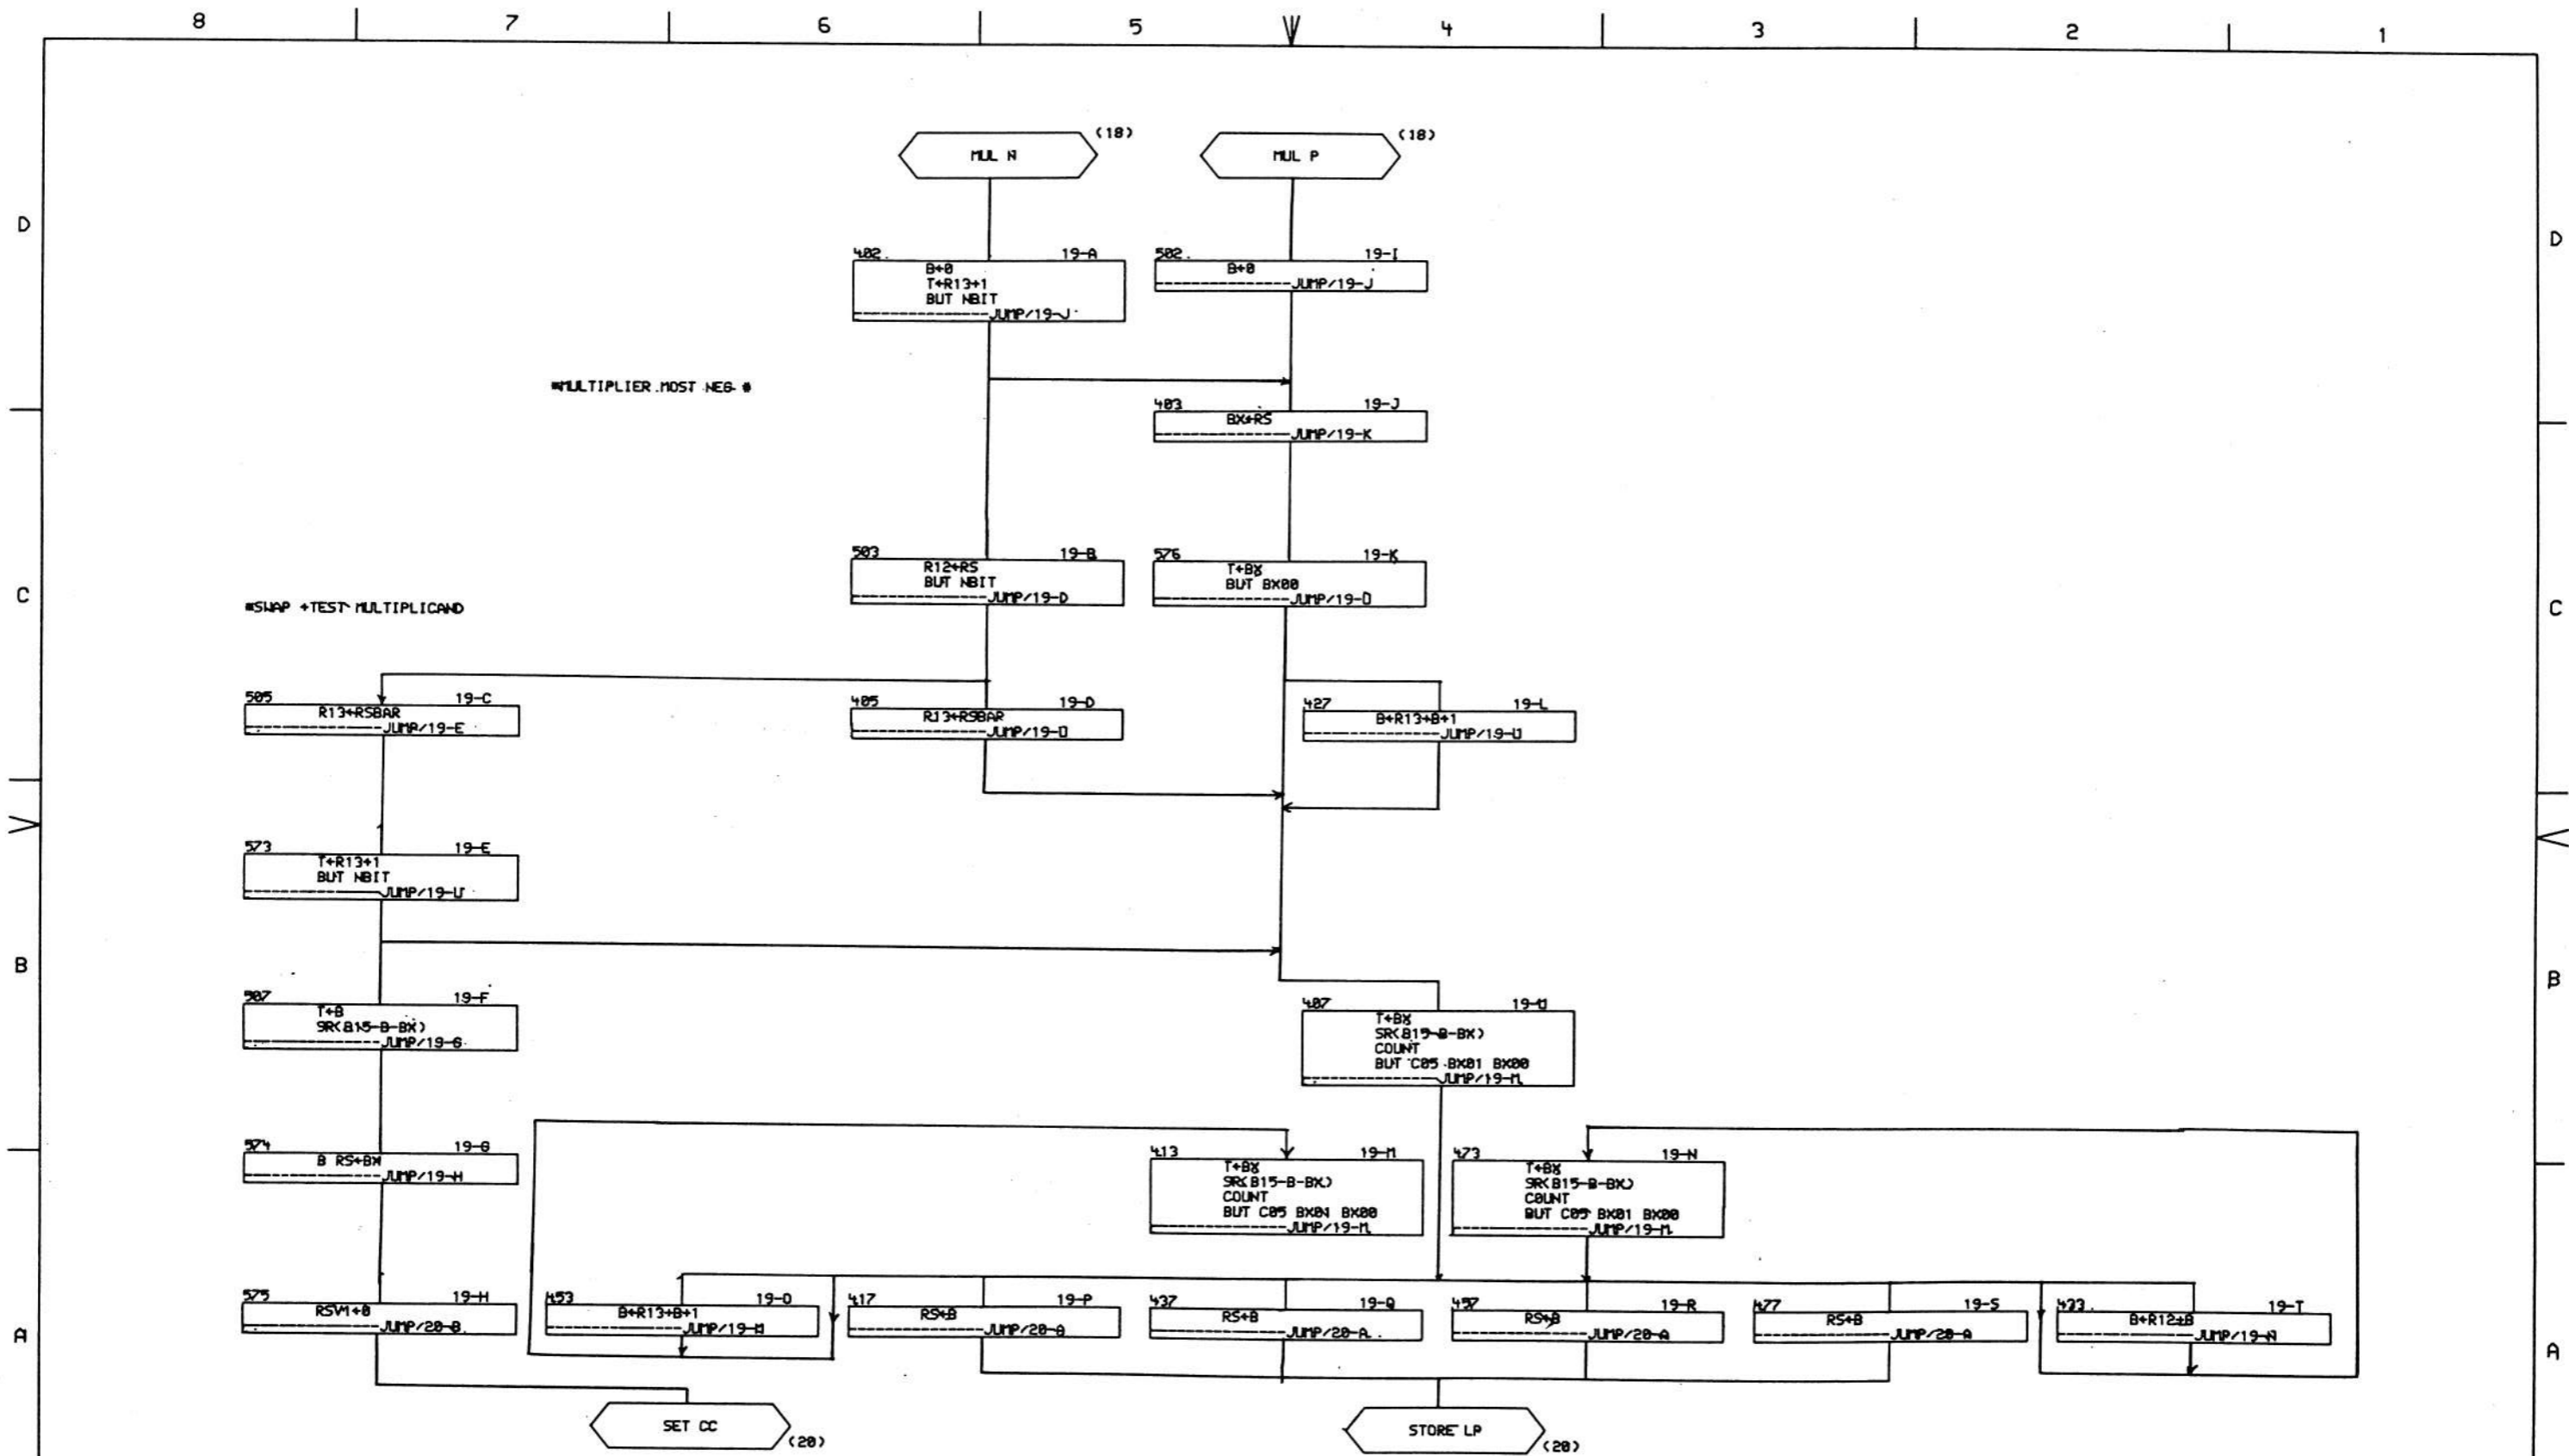 8 7 6 5 4 3 2 1
(18) (18)
MUL N MUL P
D D
402 19-A
B←0
T←R13+1
BUT NBIT
JUMP/19-J
502 19-I
B←0
JUMP/19-J
*MULTIPLIER MOST NEG #
403 19-J
BX←RS
JUMP/19-K
503 19-B
R12←RS
BUT NBIT
JUMP/19-D
576 19-K
T←BX
BUT BX00
JUMP/19-U
C C
*SWAP +TEST MULTIPLICAND
505 19-C
R13←RSBAR
JUMP/19-E
405 19-D
R13←RSBAR
JUMP/19-U
427 19-L
B←R13+B+1
JUMP/19-U
573 19-E
T←R13+1
BUT NBIT
JUMP/19-U
B B
507 19-F
T←B
SR(B15-B-BX)
JUMP/19-G
407 19-U
T←BX
SR(B15-B-BX)
COUNT
BUT C05 BX01 BX00
JUMP/19-M
574 19-G
B RS←BX
JUMP/19-H
413 19-M
T←BX
SR(B15-B-BX)
COUNT
BUT C05 BX01 BX00
JUMP/19-M
473 19-N
T←BX
SR(B15-B-BX)
COUNT
BUT C05 BX01 BX00
JUMP/19-M
A A
575 19-H
RSV1←0
JUMP/20-B
453 19-O
B←R13+B+1
JUMP/19-M
417 19-P
RS←B
JUMP/20-A
437 19-Q
RS←B
JUMP/20-A
457 19-R
RS←B
JUMP/20-A
477 19-S
RS←B
JUMP/20-A
433 19-T
B←R12+B
JUMP/19-N
SET CC STORE LP
(20) (20)